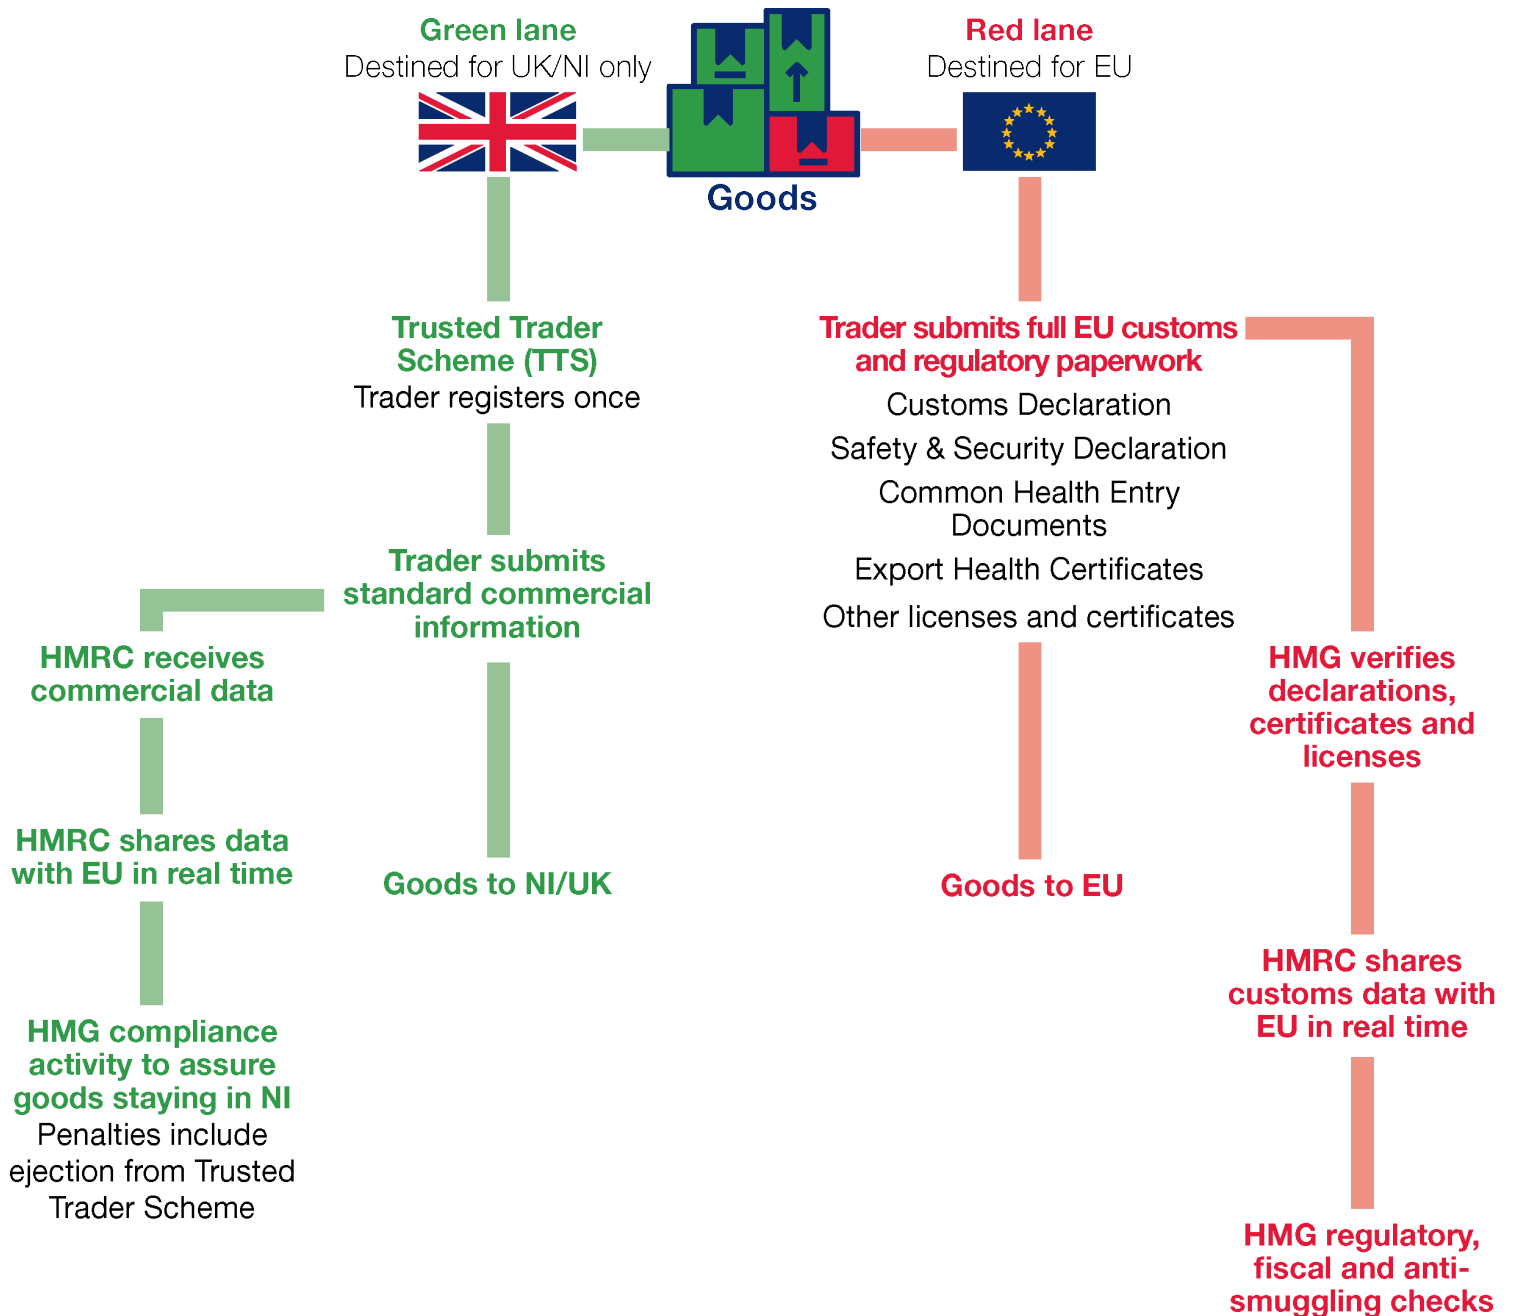 Green lane
Destined for UK/NI only
Red lane
Destined for EU
Goods
Trusted Trader
Scheme (TTS)
Trader registers once
Trader submits
standard commercial
information
Goods to NI/UK
HMRC receives
commercial data
HMRC shares data
with EU in real time
HMG compliance
activity to assure
goods staying in NI
Penalties include
ejection from Trusted
Trader Scheme
Trader submits full EU customs
and regulatory paperwork
Customs Declaration
Safety & Security Declaration
Common Health Entry
Documents
Export Health Certificates
Other licenses and certificates
Goods to EU
HMG verifies
declarations,
certificates and
licenses
HMRC shares
customs data with
EU in real time
HMG regulatory,
fiscal and anti-
smuggling checks